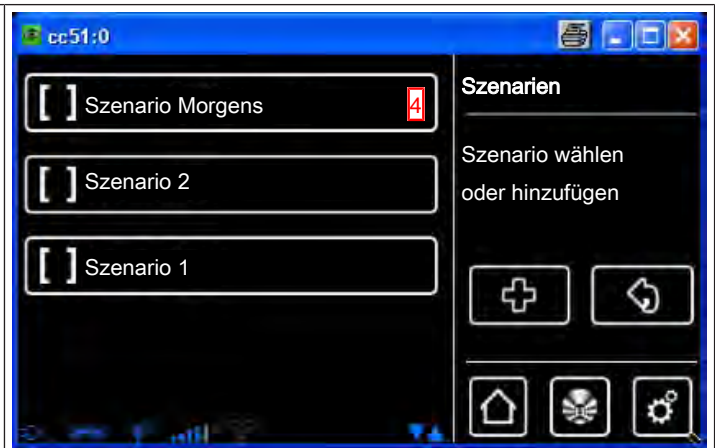 cc51:0
[ ] Szenario Morgens 4
[ ] Szenario 2
[ ] Szenario 1
Szenarien
Szenario wählen
oder hinzufügen